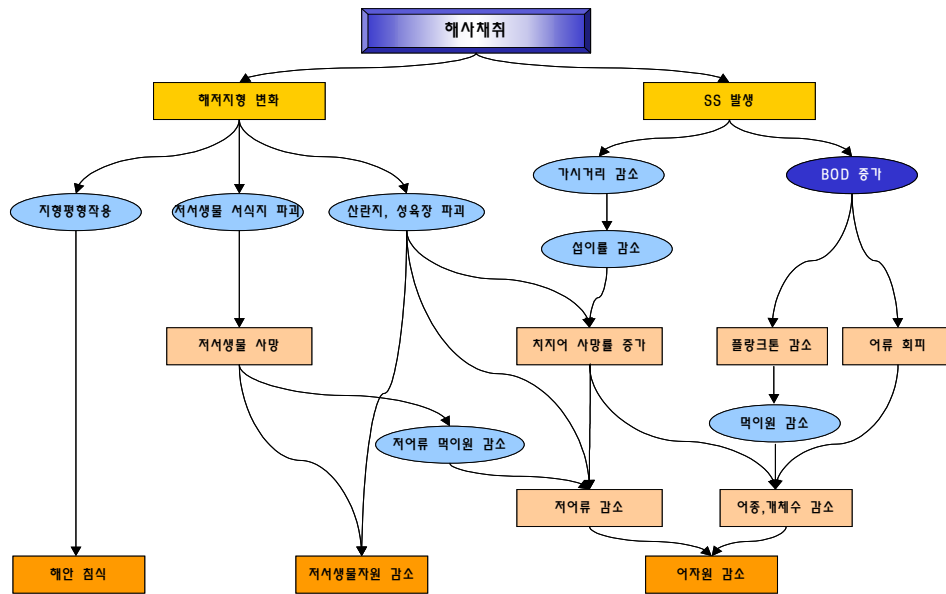 해사채취
해저지형 변화
SS 발생
가시거리 감소
BOD 증가
지형평형작용
저서생물 서식지 파괴
산란지, 성육장 파괴
섭이률 감소
저서생물 사망
치지어 사망률 증가
플랑크톤 감소
어류 회피
먹이원 감소
저어류 먹이원 감소
저어류 감소
어종,개체수 감소
해안 침식
저서생물자원 감소
어자원 감소